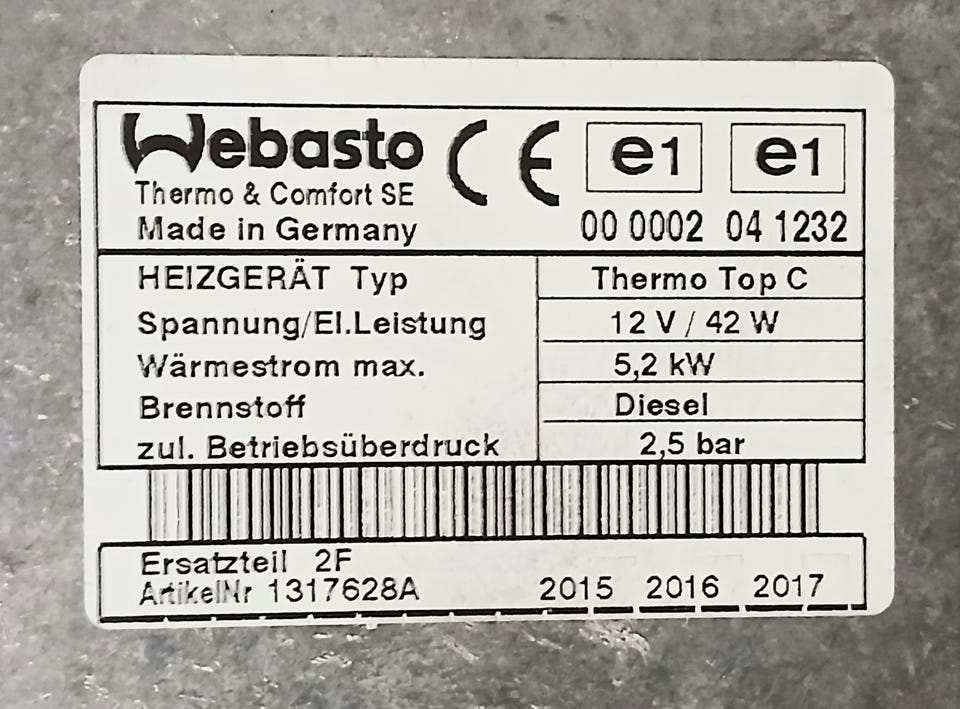 Webasto CE e1 e1
Thermo & Comfort SE
Made in Germany 00 0002 04 1232
HEIZGERÄT Typ Thermo Top C
Spannung/El.Leistung 12 V / 42 W
Wärmestrom max. 5,2 kW
Brennstoff Diesel
zul. Betriebsüberdruck 2,5 bar
Ersatzteil 2F
ArtikelNr 1317628A 2015 2016 2017